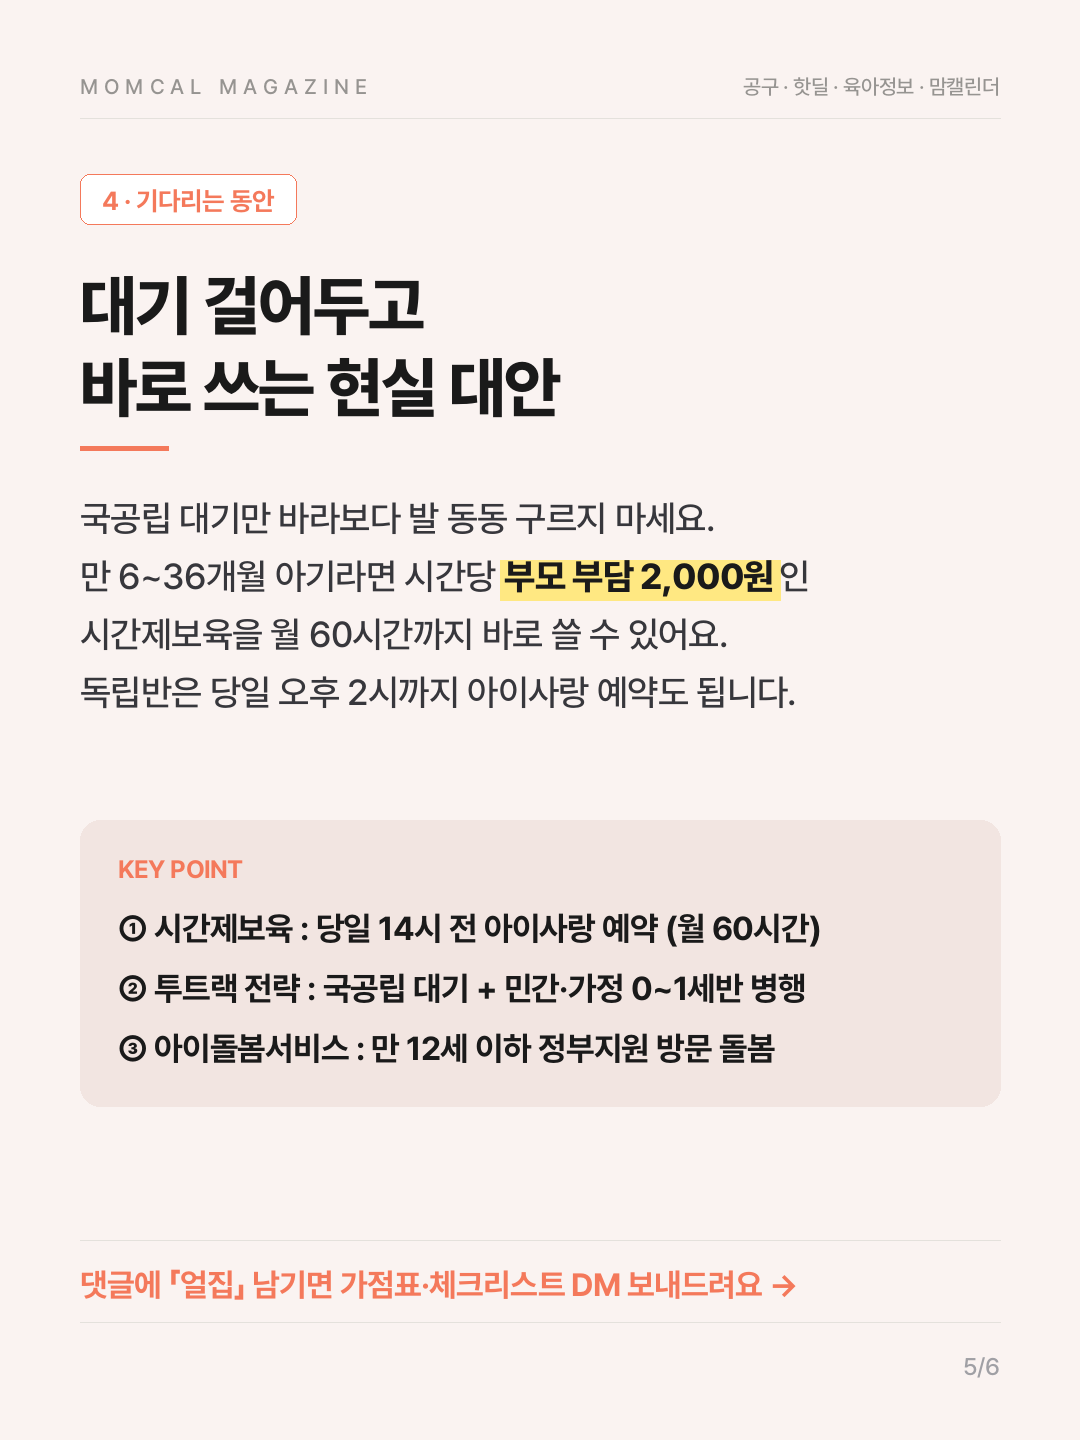 MOMCAL MAGAZINE
공구 · 핫딜 · 육아정보 · 맘캘린더
4 · 기다리는 동안
대기 걸어두고
바로 쓰는 현실 대안
국공립 대기만 바라보다 발 동동 구르지 마세요.
만 6~36개월 아기라면 시간당 부모 부담 2,000원인
시간제보육을 월 60시간까지 바로 쓸 수 있어요.
독립반은 당일 오후 2시까지 아이사랑 예약도 됩니다.
KEY POINT
① 시간제보육 : 당일 14시 전 아이사랑 예약 (월 60시간)
② 투트랙 전략 : 국공립 대기 + 민간·가정 0~1세반 병행
③ 아이돌봄서비스 : 만 12세 이하 정부지원 방문 돌봄
댓글에 「얼집」 남기면 가점표·체크리스트 DM 보내드려요 →
5/6